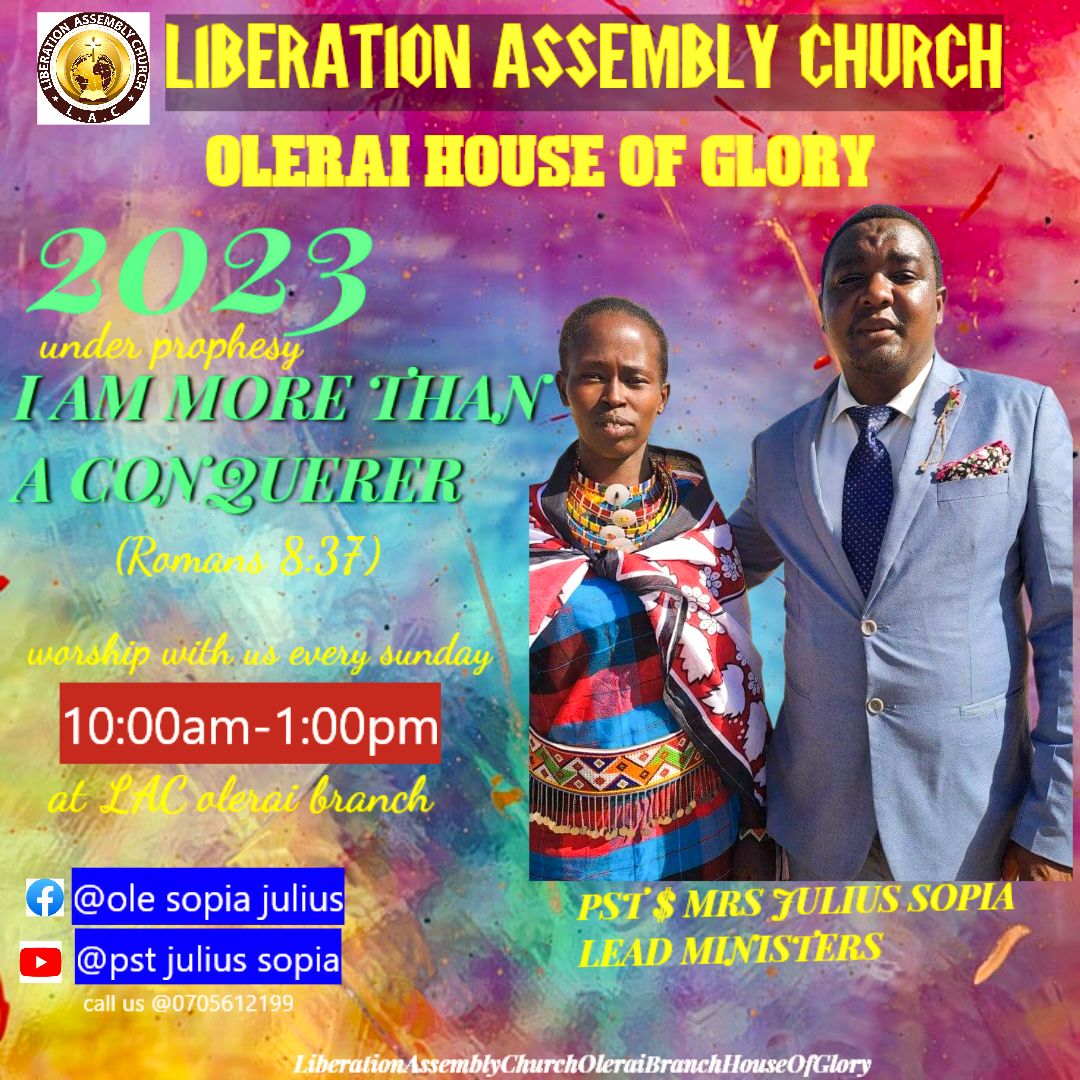 LIBERATION ASSEMBLY CHURCH
L. A. C
LIBERATION ASSEMBLY CHURCH
OLERAI HOUSE OF GLORY
2023
under prophesy
I AM MORE THAN
A CONQUERER
(Romans 8:37)
worship with us every sunday
10:00am-1:00pm
at LAC olerai branch
@ole sopia julius
@pst julius sopia
call us @0705612199
PST $ MRS JULIUS SOPIA
LEAD MINISTERS
LiberationAssemblyChurchOleraiBranchHouseOfGlory